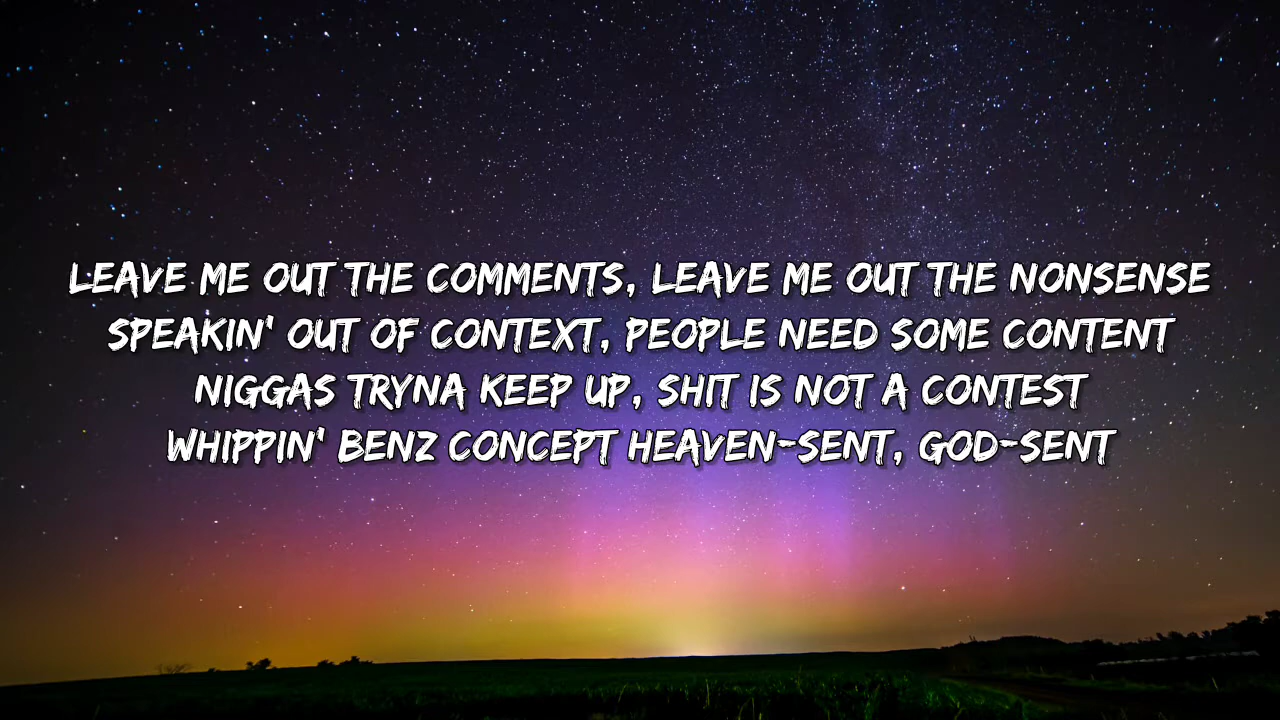 LEAVE ME OUT THE COMMENTS, LEAVE ME OUT THE NONSENSE
SPEAKIN' OUT OF CONTEXT, PEOPLE NEED SOME CONTENT
NIGGAS TRYNA KEEP UP, SHIT IS NOT A CONTEST
WHIPPIN' BENZ CONCEPT HEAVEN-SENT, GOD-SENT